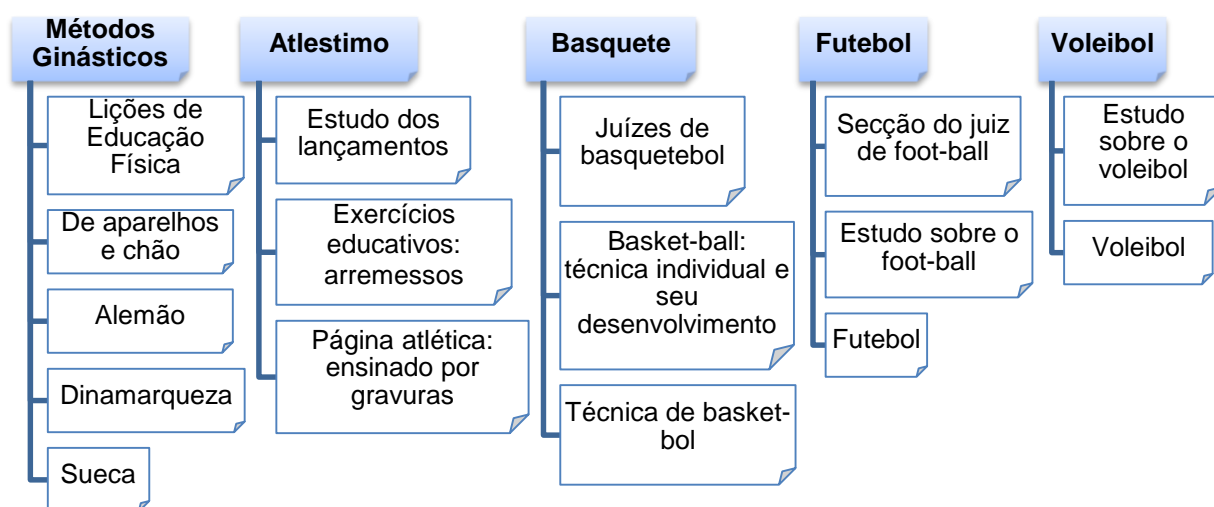 Métodos
Ginásticos
Lições de
Educação
Física
De aparelhos
e chão
Alemão
Dinamarqueza
Sueca
Atlestimo
Estudo dos
lançamentos
Exercícios
educativos:
arremessos
Página atlética:
ensinado por
gravuras
Basquete
Juízes de
basquetebol
Basket-ball:
técnica individual e
seu
desenvolvimento
Técnica de basket-
bol
Futebol
Secção do juiz
de foot-ball
Estudo sobre o
foot-ball
Futebol
Voleibol
Estudo
sobre o
voleibol
Voleibol